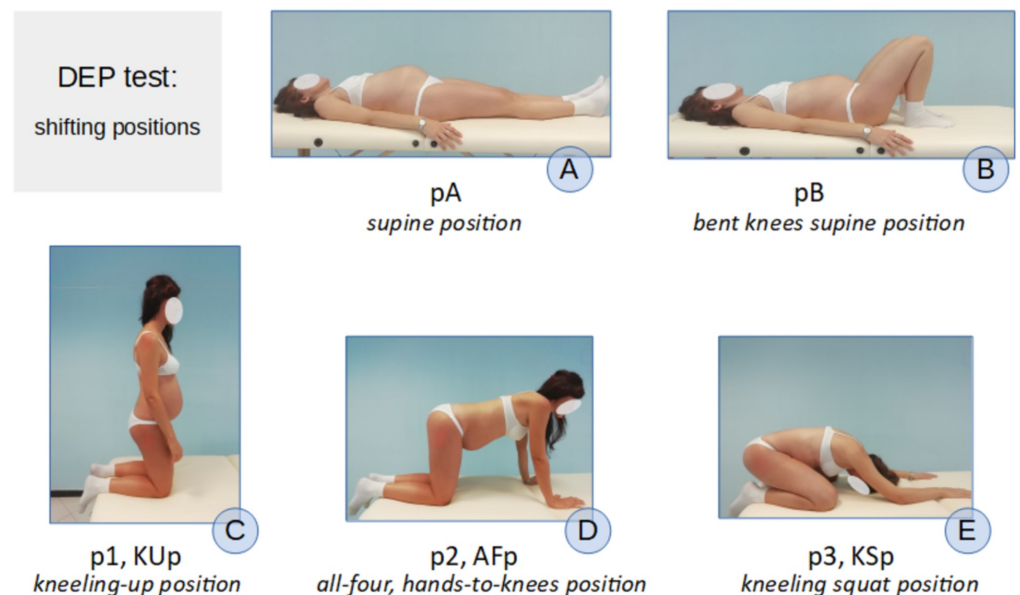 DEP test:
shifting positions
A
pA
supine position
B
pB
bent knees supine position
C
p1, KUp
kneeling-up position
D
p2, AFp
all-four, hands-to-knees position
E
p3, KSp
kneeling squat position